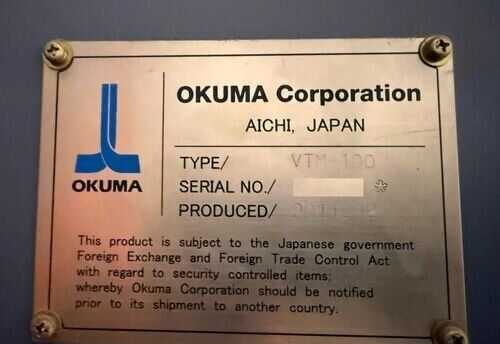 OKUMA Corporation
AICHI, JAPAN
OKUMA
TYPE/ VTM-100
SERIAL NO./ *
PRODUCED/ 2011.02
This product is subject to the Japanese government
Foreign Exchange and Foreign Trade Control Act
with regard to security controlled items;
whereby Okuma Corporation should be notified
prior to its shipment to another country.